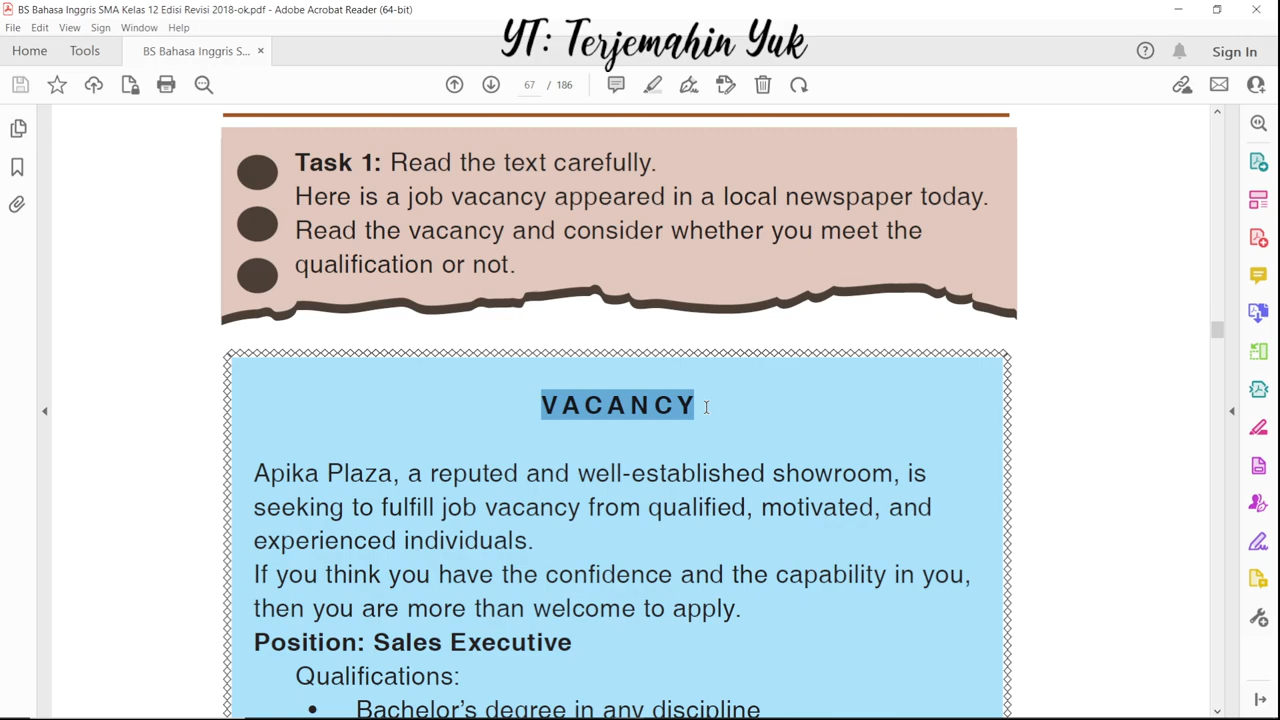 BS Bahasa Inggris SMA Kelas 12 Edisi Revisi 2018-ok.pdf - Adobe Acrobat Reader (64-bit)
File Edit View Sign Window Help
YT: Terjemahin Yuk
Home Tools BS Bahasa Inggris S... × Sign In
67 / 186
Task 1: Read the text carefully.
Here is a job vacancy appeared in a local newspaper today.
Read the vacancy and consider whether you meet the
qualification or not.
VACANCY
Apika Plaza, a reputed and well-established showroom, is
seeking to fulfill job vacancy from qualified, motivated, and
experienced individuals.
If you think you have the confidence and the capability in you,
then you are more than welcome to apply.
Position: Sales Executive
Qualifications:
• Bachelor's degree in any discipline